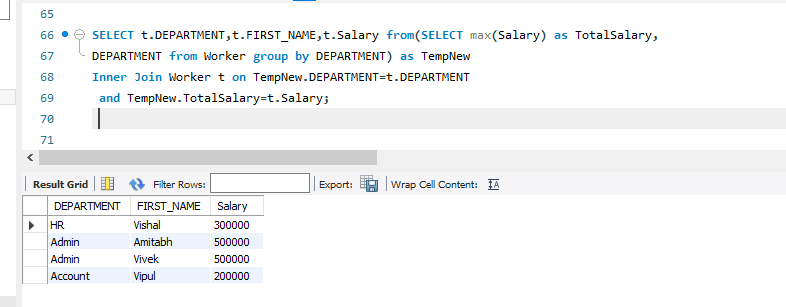 65
66 SELECT t.DEPARTMENT,t.FIRST_NAME,t.Salary from(SELECT max(Salary) as TotalSalary,
67 DEPARTMENT from Worker group by DEPARTMENT) as TempNew
68 Inner Join Worker t on TempNew.DEPARTMENT=t.DEPARTMENT
69 and TempNew.TotalSalary=t.Salary;
70
71
Result Grid Filter Rows: Export: Wrap Cell Content:
DEPARTMENT FIRST_NAME Salary
HR Vishal 300000
Admin Amitabh 500000
Admin Vivek 500000
Account Vipul 200000